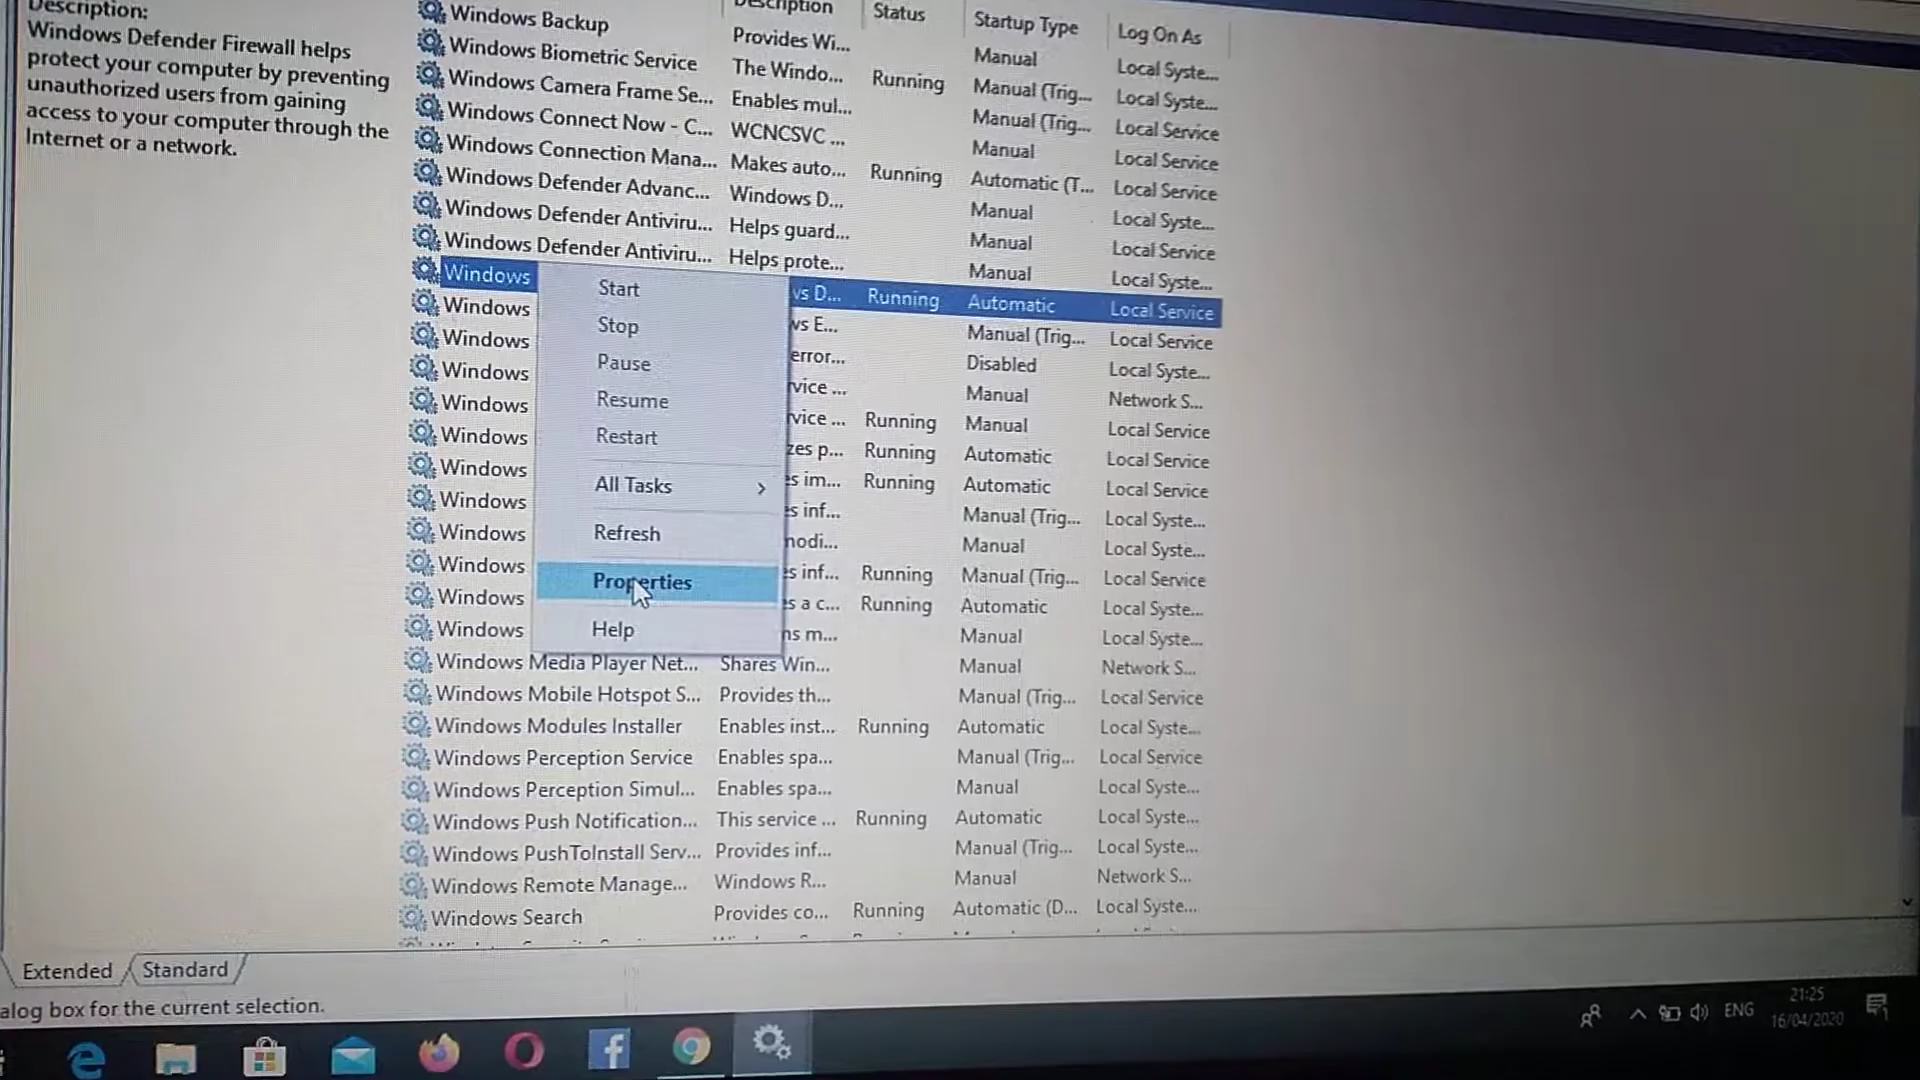 Description:
Windows Defender Firewall helps
protect your computer by preventing
unauthorized users from gaining
access to your computer through the
Internet or a network.
Description Status Startup Type Log On As
Windows Backup Provides Wi... Manual Local Syste...
Windows Biometric Service The Windo... Running Manual (Trig... Local Syste...
Windows Camera Frame Se... Enables mul... Manual (Trig... Local Service
Windows Connect Now - C... WCNCSVC ... Manual Local Service
Windows Connection Mana... Makes auto... Running Automatic (T... Local Service
Windows Defender Advanc... Windows D... Manual Local Syste...
Windows Defender Antiviru... Helps guard... Manual Local Service
Windows Defender Antiviru... Helps prote... Manual Local Syste...
Windows vs D... Running Automatic Local Service
Windows vs E... Manual (Trig... Local Service
Windows error... Disabled Local Syste...
Windows rvice ... Manual Network S...
Windows rvice ... Running Manual Local Service
Windows zes p... Running Automatic Local Service
Windows es im... Running Automatic Local Syste...
Windows es inf... Manual (Trig... Local Syste...
Windows modi... Manual Local Syste...
Windows es inf... Running Manual (Trig... Local Service
Windows es a c... Running Automatic Local Syste...
Windows ns m... Manual Local Syste...
Start
Stop
Pause
Resume
Restart
All Tasks
Refresh
Properties
Help
Windows Media Player Net... Shares Win... Manual Network S...
Windows Mobile Hotspot S... Provides th... Manual (Trig... Local Service
Windows Modules Installer Enables inst... Running Automatic Local Syste...
Windows Perception Service Enables spa... Manual (Trig... Local Service
Windows Perception Simul... Enables spa... Manual Local Syste...
Windows Push Notification... This service ... Running Automatic Local Syste...
Windows PushToInstall Serv... Provides inf... Manual (Trig... Local Syste...
Windows Remote Manage... Windows R... Manual Network S...
Windows Search Provides co... Running Automatic (D... Local Syste...
Extended Standard
alog box for the current selection.
ENG
21:25
16/04/2020